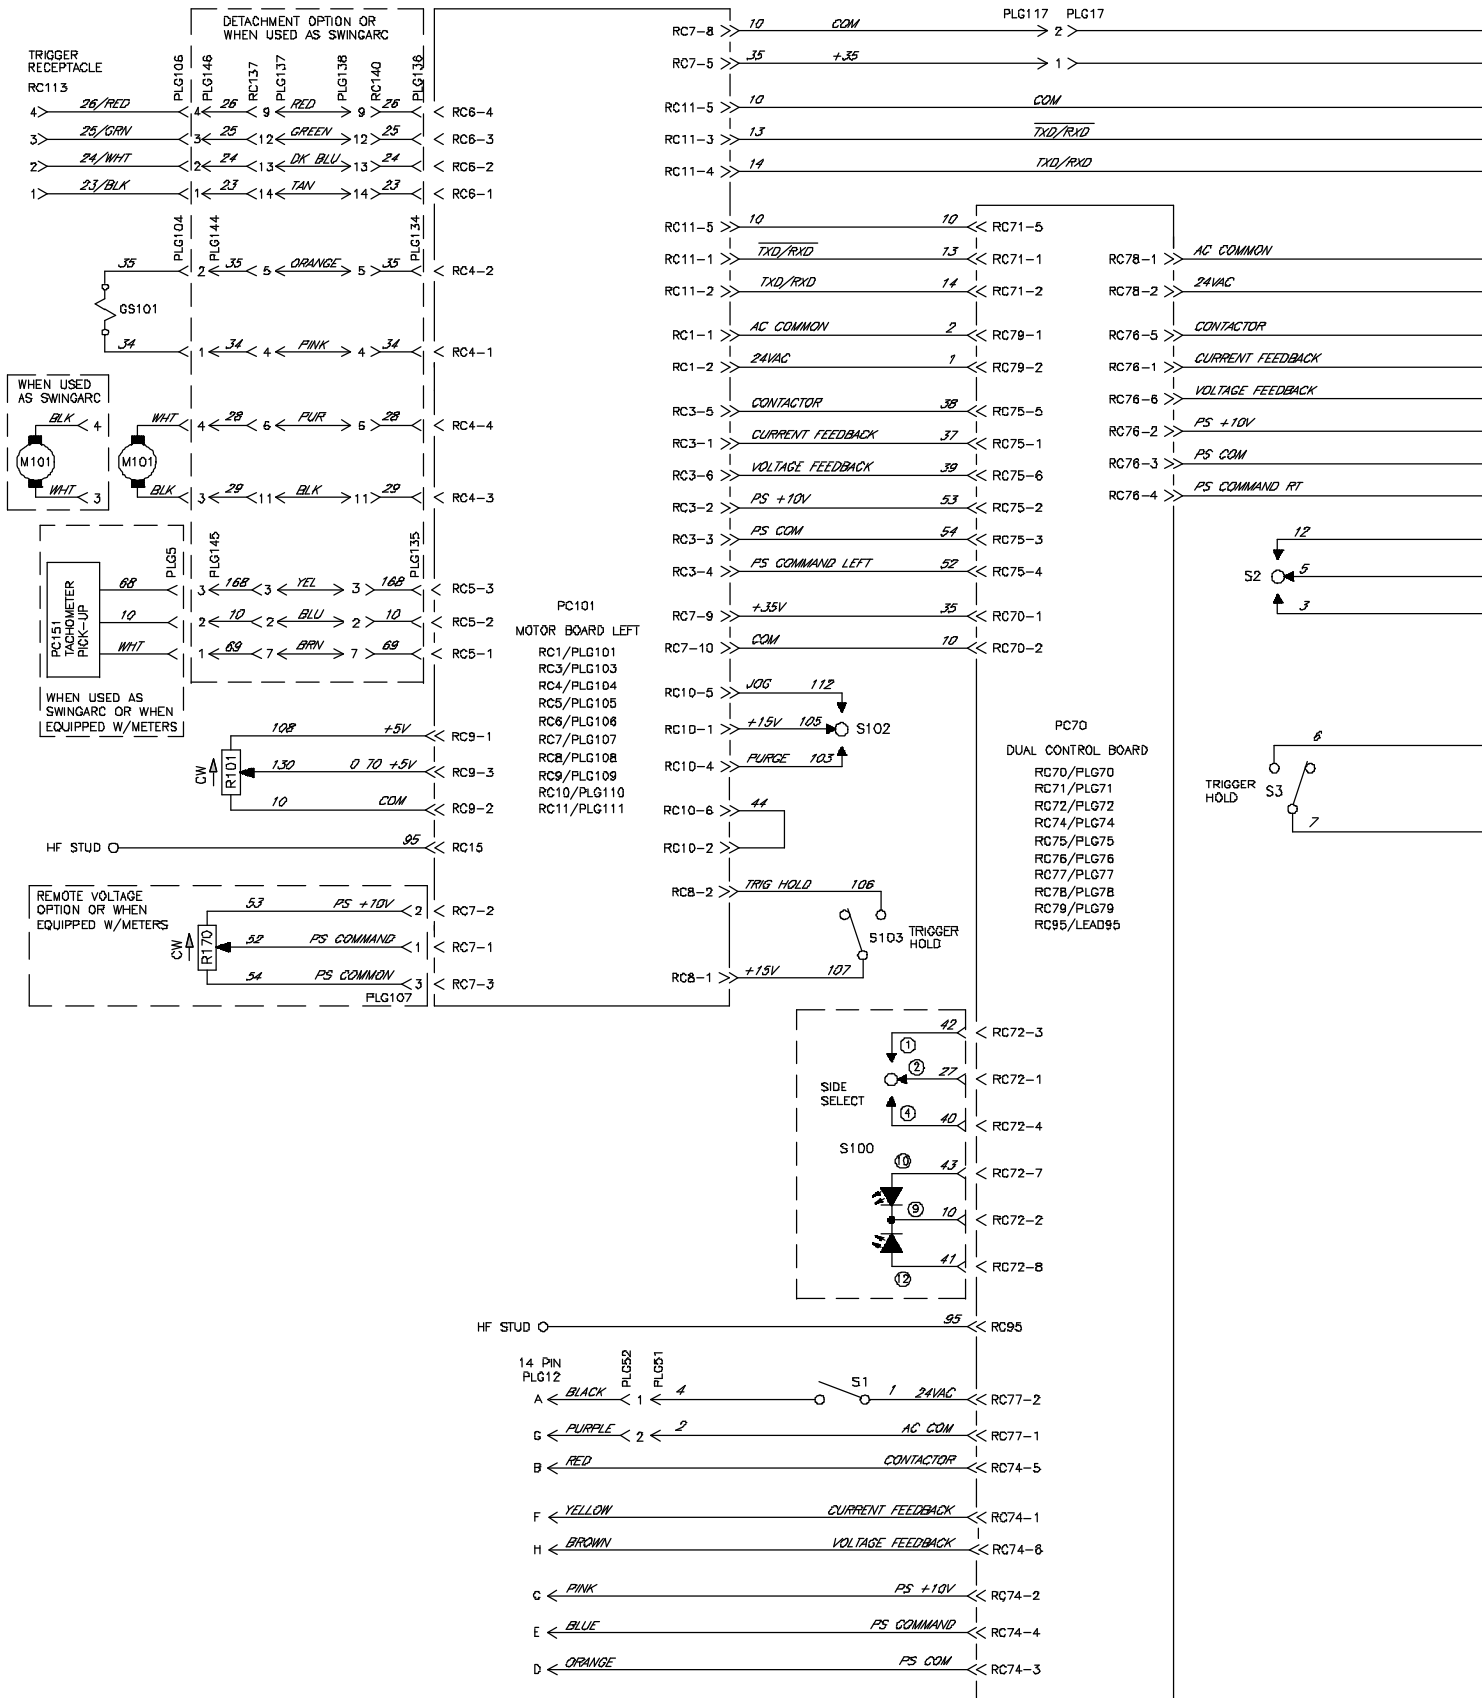 DETACHMENT OPTION OR
WHEN USED AS SWINGARC
TRIGGER
RECEPTACLE
RC113
PLG106 PLG146 RC137 PLG137 PLG138 RC140 PLG136
4 26/RED 4 26 9 RED 9 26 RC6-4
3 25/GRN 3 25 12 GREEN 12 25 RC6-3
2 24/WHT 2 24 13 DK BLU 13 24 RC6-2
1 23/BLK 1 23 14 TAN 14 23 RC6-1
PLG104 PLG144 PLG134
35 2 35 5 ORANGE 5 35 RC4-2
GS101
34 1 34 4 PINK 4 34 RC4-1
WHEN USED
AS SWINGARC
BLK 4 WHT 4 28 6 PUR 6 28 RC4-4
M101 M101
WHT 3 BLK 3 29 11 BLK 11 29 RC4-3
PLG5 PLG145 PLG135
PC151
TACHOMETER
PICK-UP
68 3 168 3 YEL 3 168 RC5-3
10 2 10 2 BLU 2 10 RC5-2
WHT 1 69 7 BRN 7 69 RC5-1
WHEN USED AS
SWINGARC OR WHEN
EQUIPPED W/METERS
108 +5V RC9-1
CW R101 130 0 TO +5V RC9-3
10 COM RC9-2
HF STUD 95 RC15
REMOTE VOLTAGE
OPTION OR WHEN
EQUIPPED W/METERS
53 PS +10V 2 RC7-2
CW R170 52 PS COMMAND 1 RC7-1
54 PS COMMON 3 RC7-3
PLG107
PC101
MOTOR BOARD LEFT
RC1/PLG101
RC3/PLG103
RC4/PLG104
RC5/PLG105
RC6/PLG106
RC7/PLG107
RC8/PLG108
RC9/PLG109
RC10/PLG110
RC11/PLG111
PLG117 PLG17
RC7-8 10 COM 2
RC7-5 35 +35 1
RC11-5 10 COM
RC11-3 13 TXD/RXD
RC11-4 14 TXD/RXD
RC11-5 10 10 RC71-5
RC11-1 TXD/RXD 13 RC71-1
RC11-2 TXD/RXD 14 RC71-2
RC1-1 AC COMMON 2 RC79-1
RC1-2 24VAC 1 RC79-2
RC3-5 CONTACTOR 38 RC75-5
RC3-1 CURRENT FEEDBACK 37 RC75-1
RC3-6 VOLTAGE FEEDBACK 39 RC75-6
RC3-2 PS +10V 53 RC75-2
RC3-3 PS COM 54 RC75-3
RC3-4 PS COMMAND LEFT 52 RC75-4
RC7-9 +35V 35 RC70-1
RC7-10 COM 10 RC70-2
RC10-5 JOG 112
RC10-1 +15V 105 S102
RC10-4 PURGE 103
RC10-6 44
RC10-2
RC8-2 TRIG HOLD 106
S103 TRIGGER
HOLD
RC8-1 +15V 107
RC78-1 AC COMMON
RC78-2 24VAC
RC76-5 CONTACTOR
RC76-1 CURRENT FEEDBACK
RC76-6 VOLTAGE FEEDBACK
RC76-2 PS +10V
RC76-3 PS COM
RC76-4 PS COMMAND RT
12
S2 5
3
PC70
DUAL CONTROL BOARD
RC70/PLG70
RC71/PLG71
RC72/PLG72
RC74/PLG74
RC75/PLG75
RC76/PLG76
RC77/PLG77
RC78/PLG78
RC79/PLG79
RC95/LEAD95
6
TRIGGER
HOLD
S3
7
1 42 RC72-3
SIDE
SELECT
2 27 RC72-1
4 40 RC72-4
S100
10 43 RC72-7
9 10 RC72-2
12 41 RC72-8
HF STUD 95 RC95
14 PIN
PLG12
PLG52 PLG51
A BLACK 1 4 S1 1 24VAC RC77-2
G PURPLE 2 2 AC COM RC77-1
B RED CONTACTOR RC74-5
F YELLOW CURRENT FEEDBACK RC74-1
H BROWN VOLTAGE FEEDBACK RC74-6
C PINK PS +10V RC74-2
E BLUE PS COMMAND RC74-4
D ORANGE PS COM RC74-3